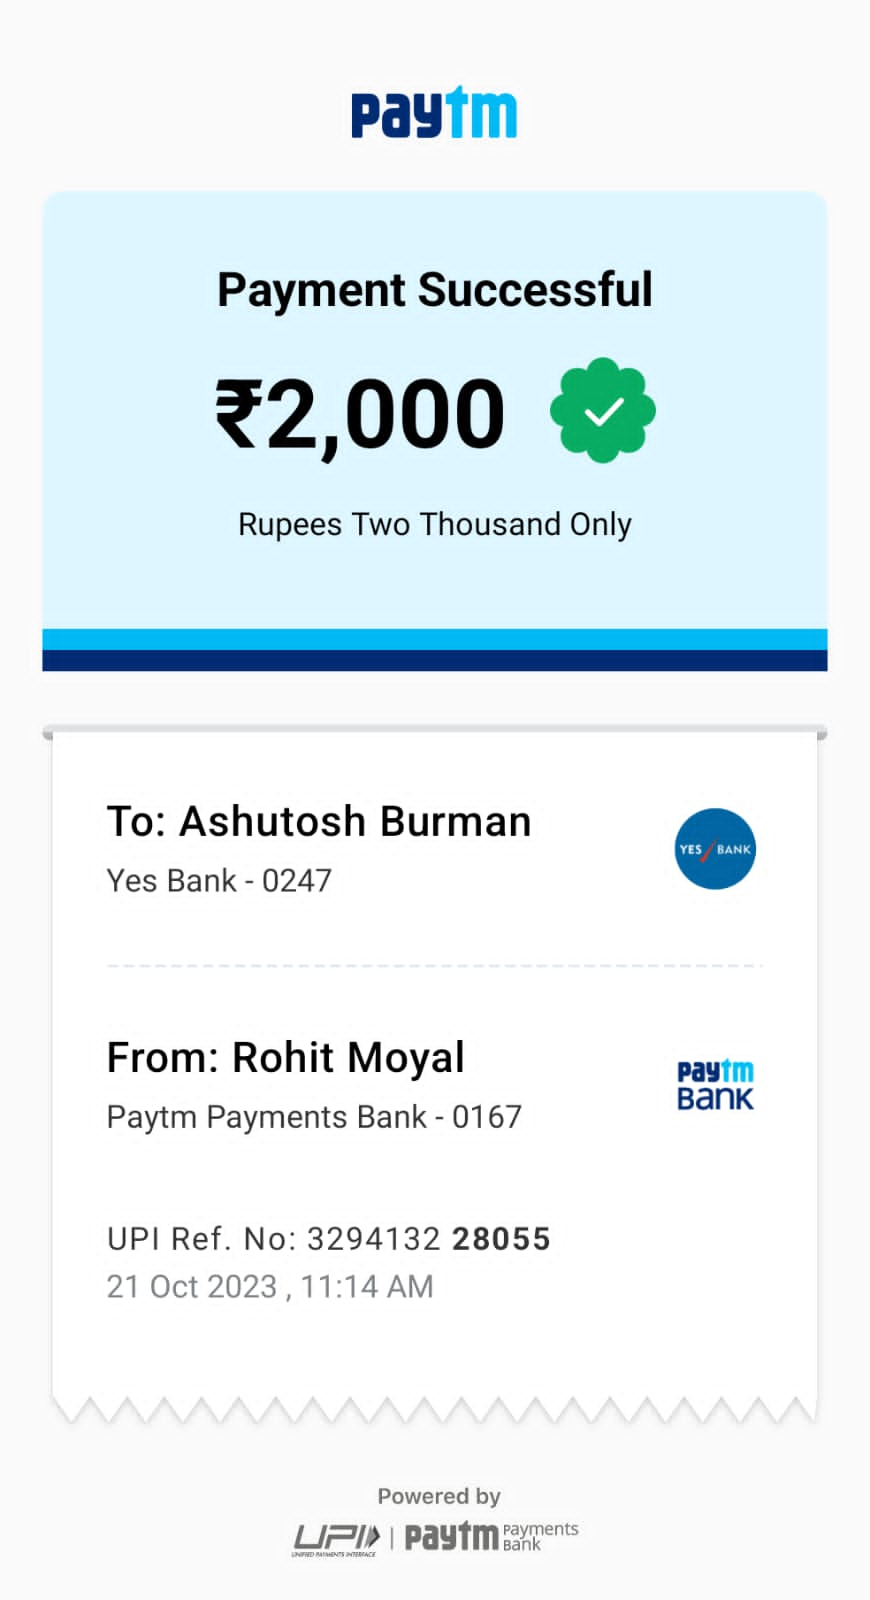 paytm
Payment Successful
₹2,000
Rupees Two Thousand Only
To: Ashutosh Burman
Yes Bank - 0247
YES BANK
From: Rohit Moyal
Paytm Payments Bank - 0167
paytm
BANK
UPI Ref. No: 3294132 28055
21 Oct 2023 , 11:14 AM
Powered by
UPI | paytm Payments Bank
UNIFIED PAYMENTS INTERFACE